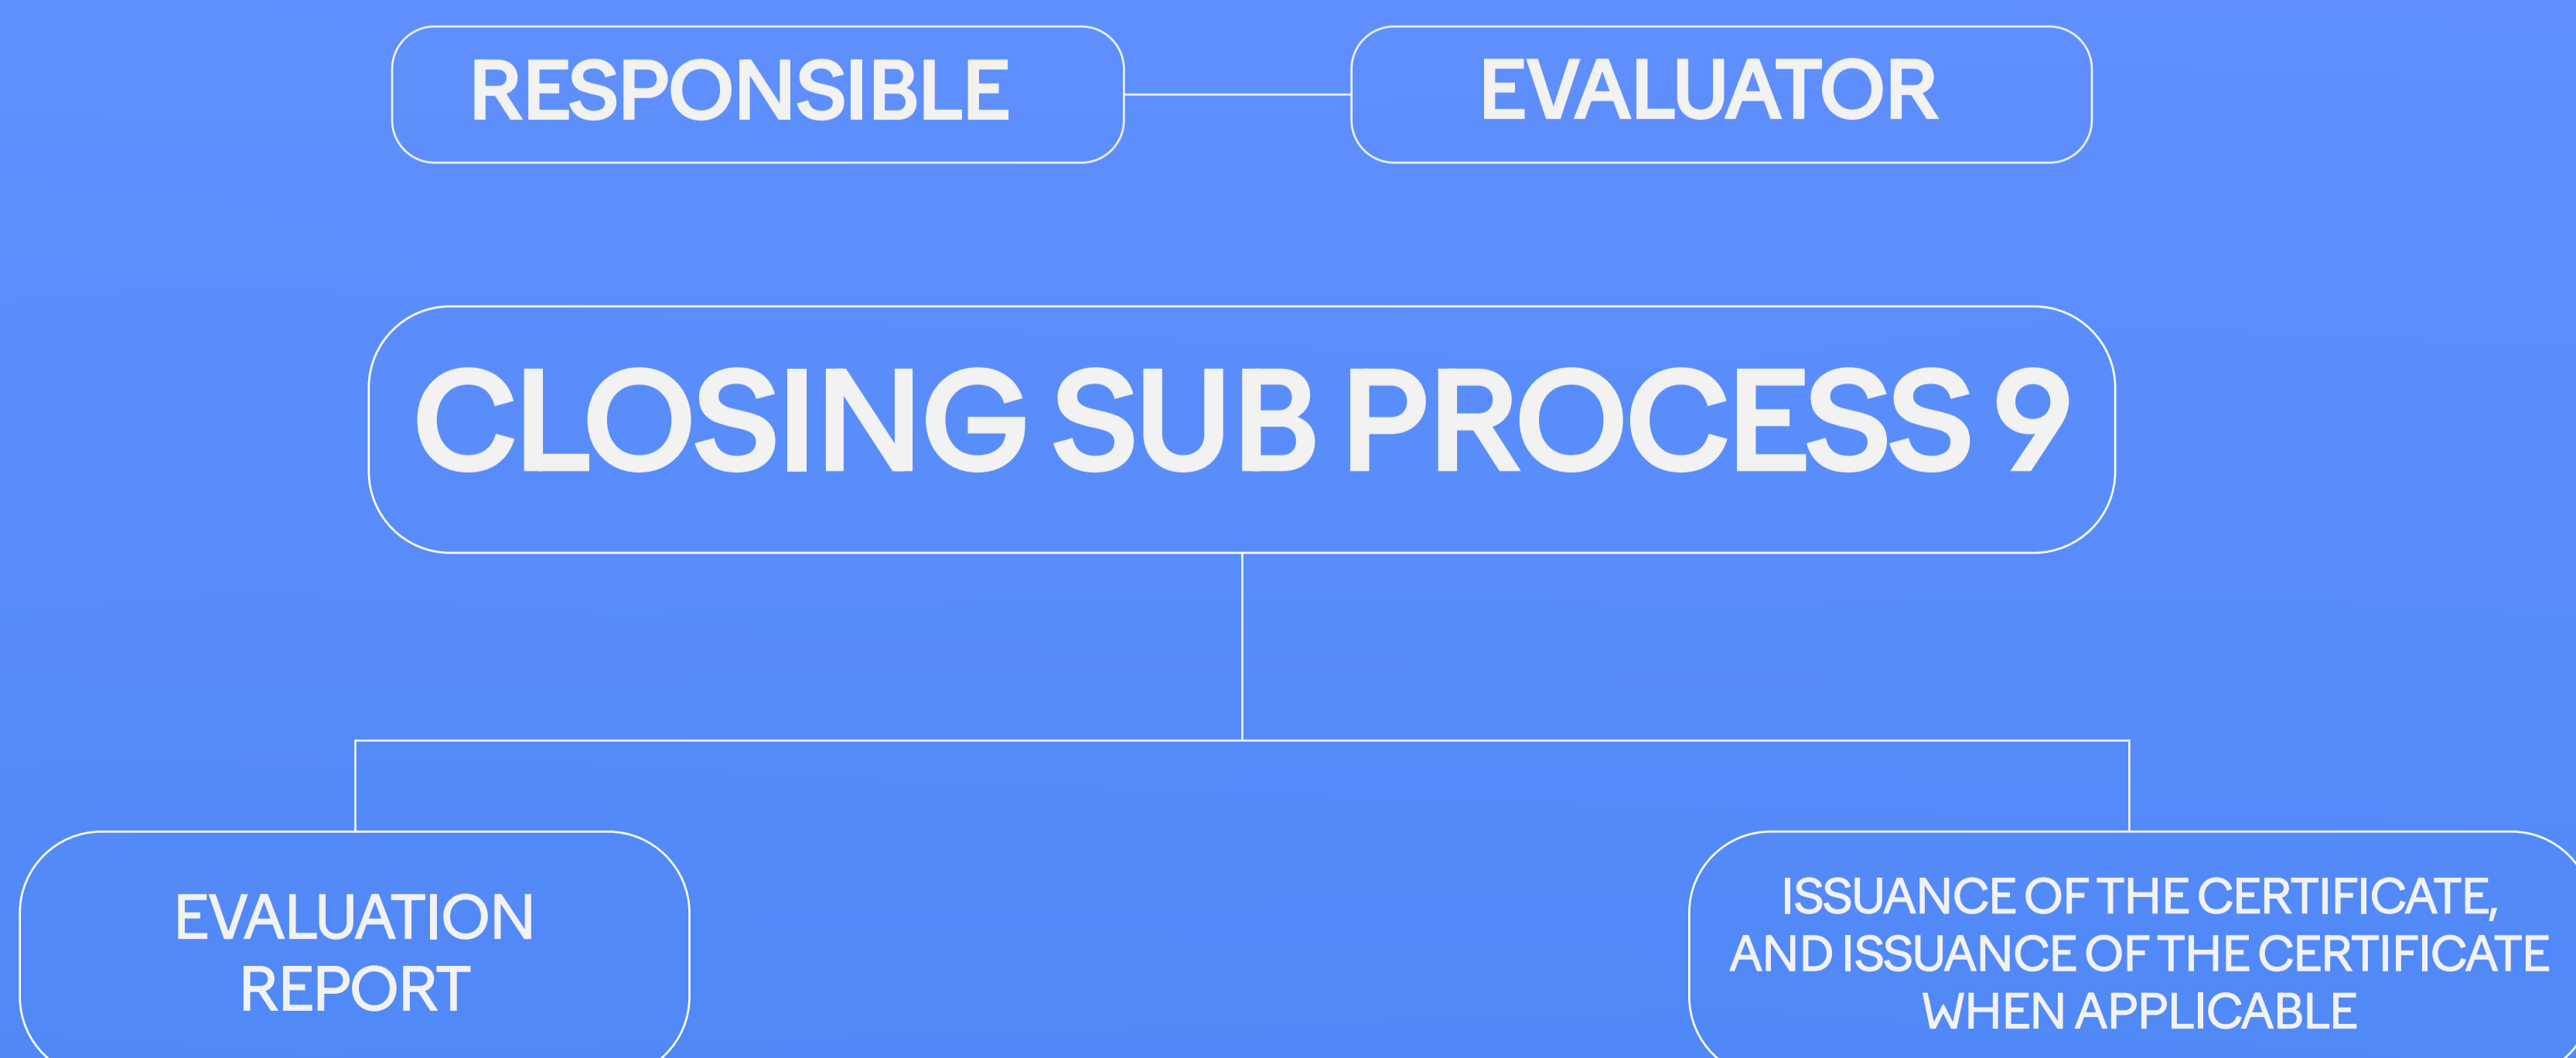 RESPONSIBLE
EVALUATOR
CLOSING SUB PROCESS 9
EVALUATION
REPORT
ISSUANCE OF THE CERTIFICATE,
AND ISSUANCE OF THE CERTIFICATE
WHEN APPLICABLE